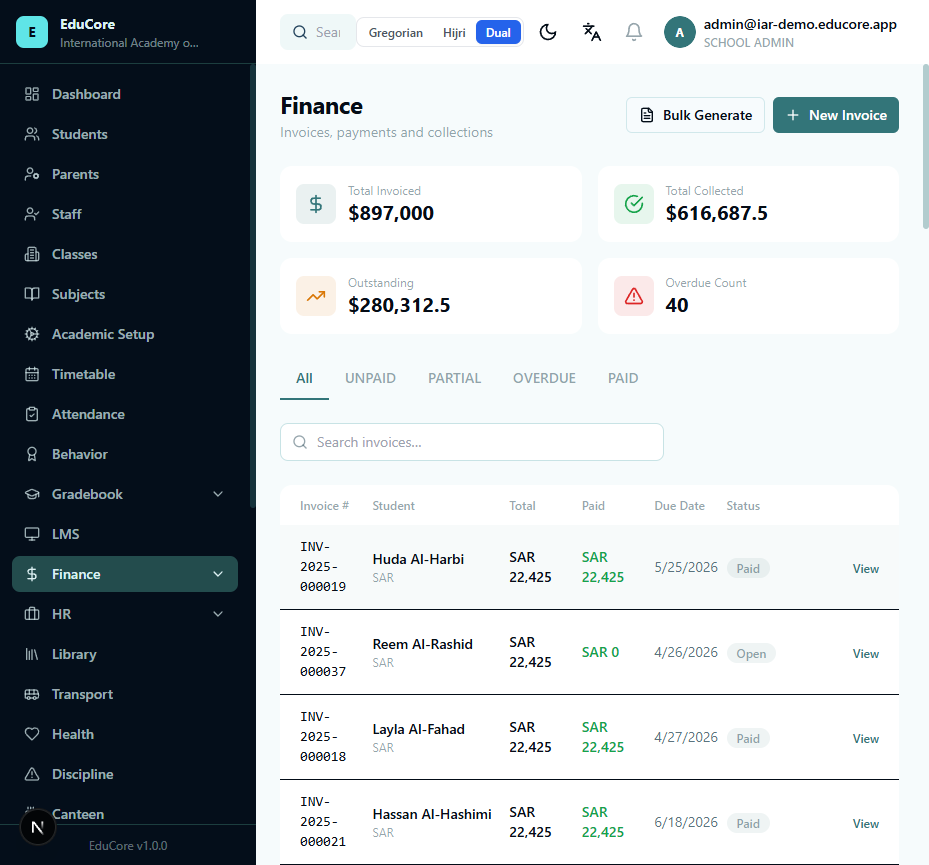 E
EduCore
International Academy o...
Dashboard
Students
Parents
Staff
Classes
Subjects
Academic Setup
Timetable
Attendance
Behavior
Gradebook
LMS
Finance
HR
Library
Transport
Health
Discipline
Canteen
N
EduCore v1.0.0
Sear
Gregorian
Hijri
Dual
A
admin@iar-demo.educore.app
SCHOOL ADMIN
Finance
Invoices, payments and collections
Bulk Generate
New Invoice
Total Invoiced
$897,000
Total Collected
$616,687.5
Outstanding
$280,312.5
Overdue Count
40
All UNPAID PARTIAL OVERDUE PAID
Search invoices...
Invoice # Student Total Paid Due Date Status
INV-
2025-
000019
Huda Al-Harbi
SAR
SAR
22,425
SAR
22,425
5/25/2026
Paid
View
INV-
2025-
000037
Reem Al-Rashid
SAR
SAR
22,425
SAR 0
4/26/2026
Open
View
INV-
2025-
000018
Layla Al-Fahad
SAR
SAR
22,425
SAR
22,425
4/27/2026
Paid
View
INV-
2025-
000021
Hassan Al-Hashimi
SAR
SAR
22,425
SAR
22,425
6/18/2026
Paid
View